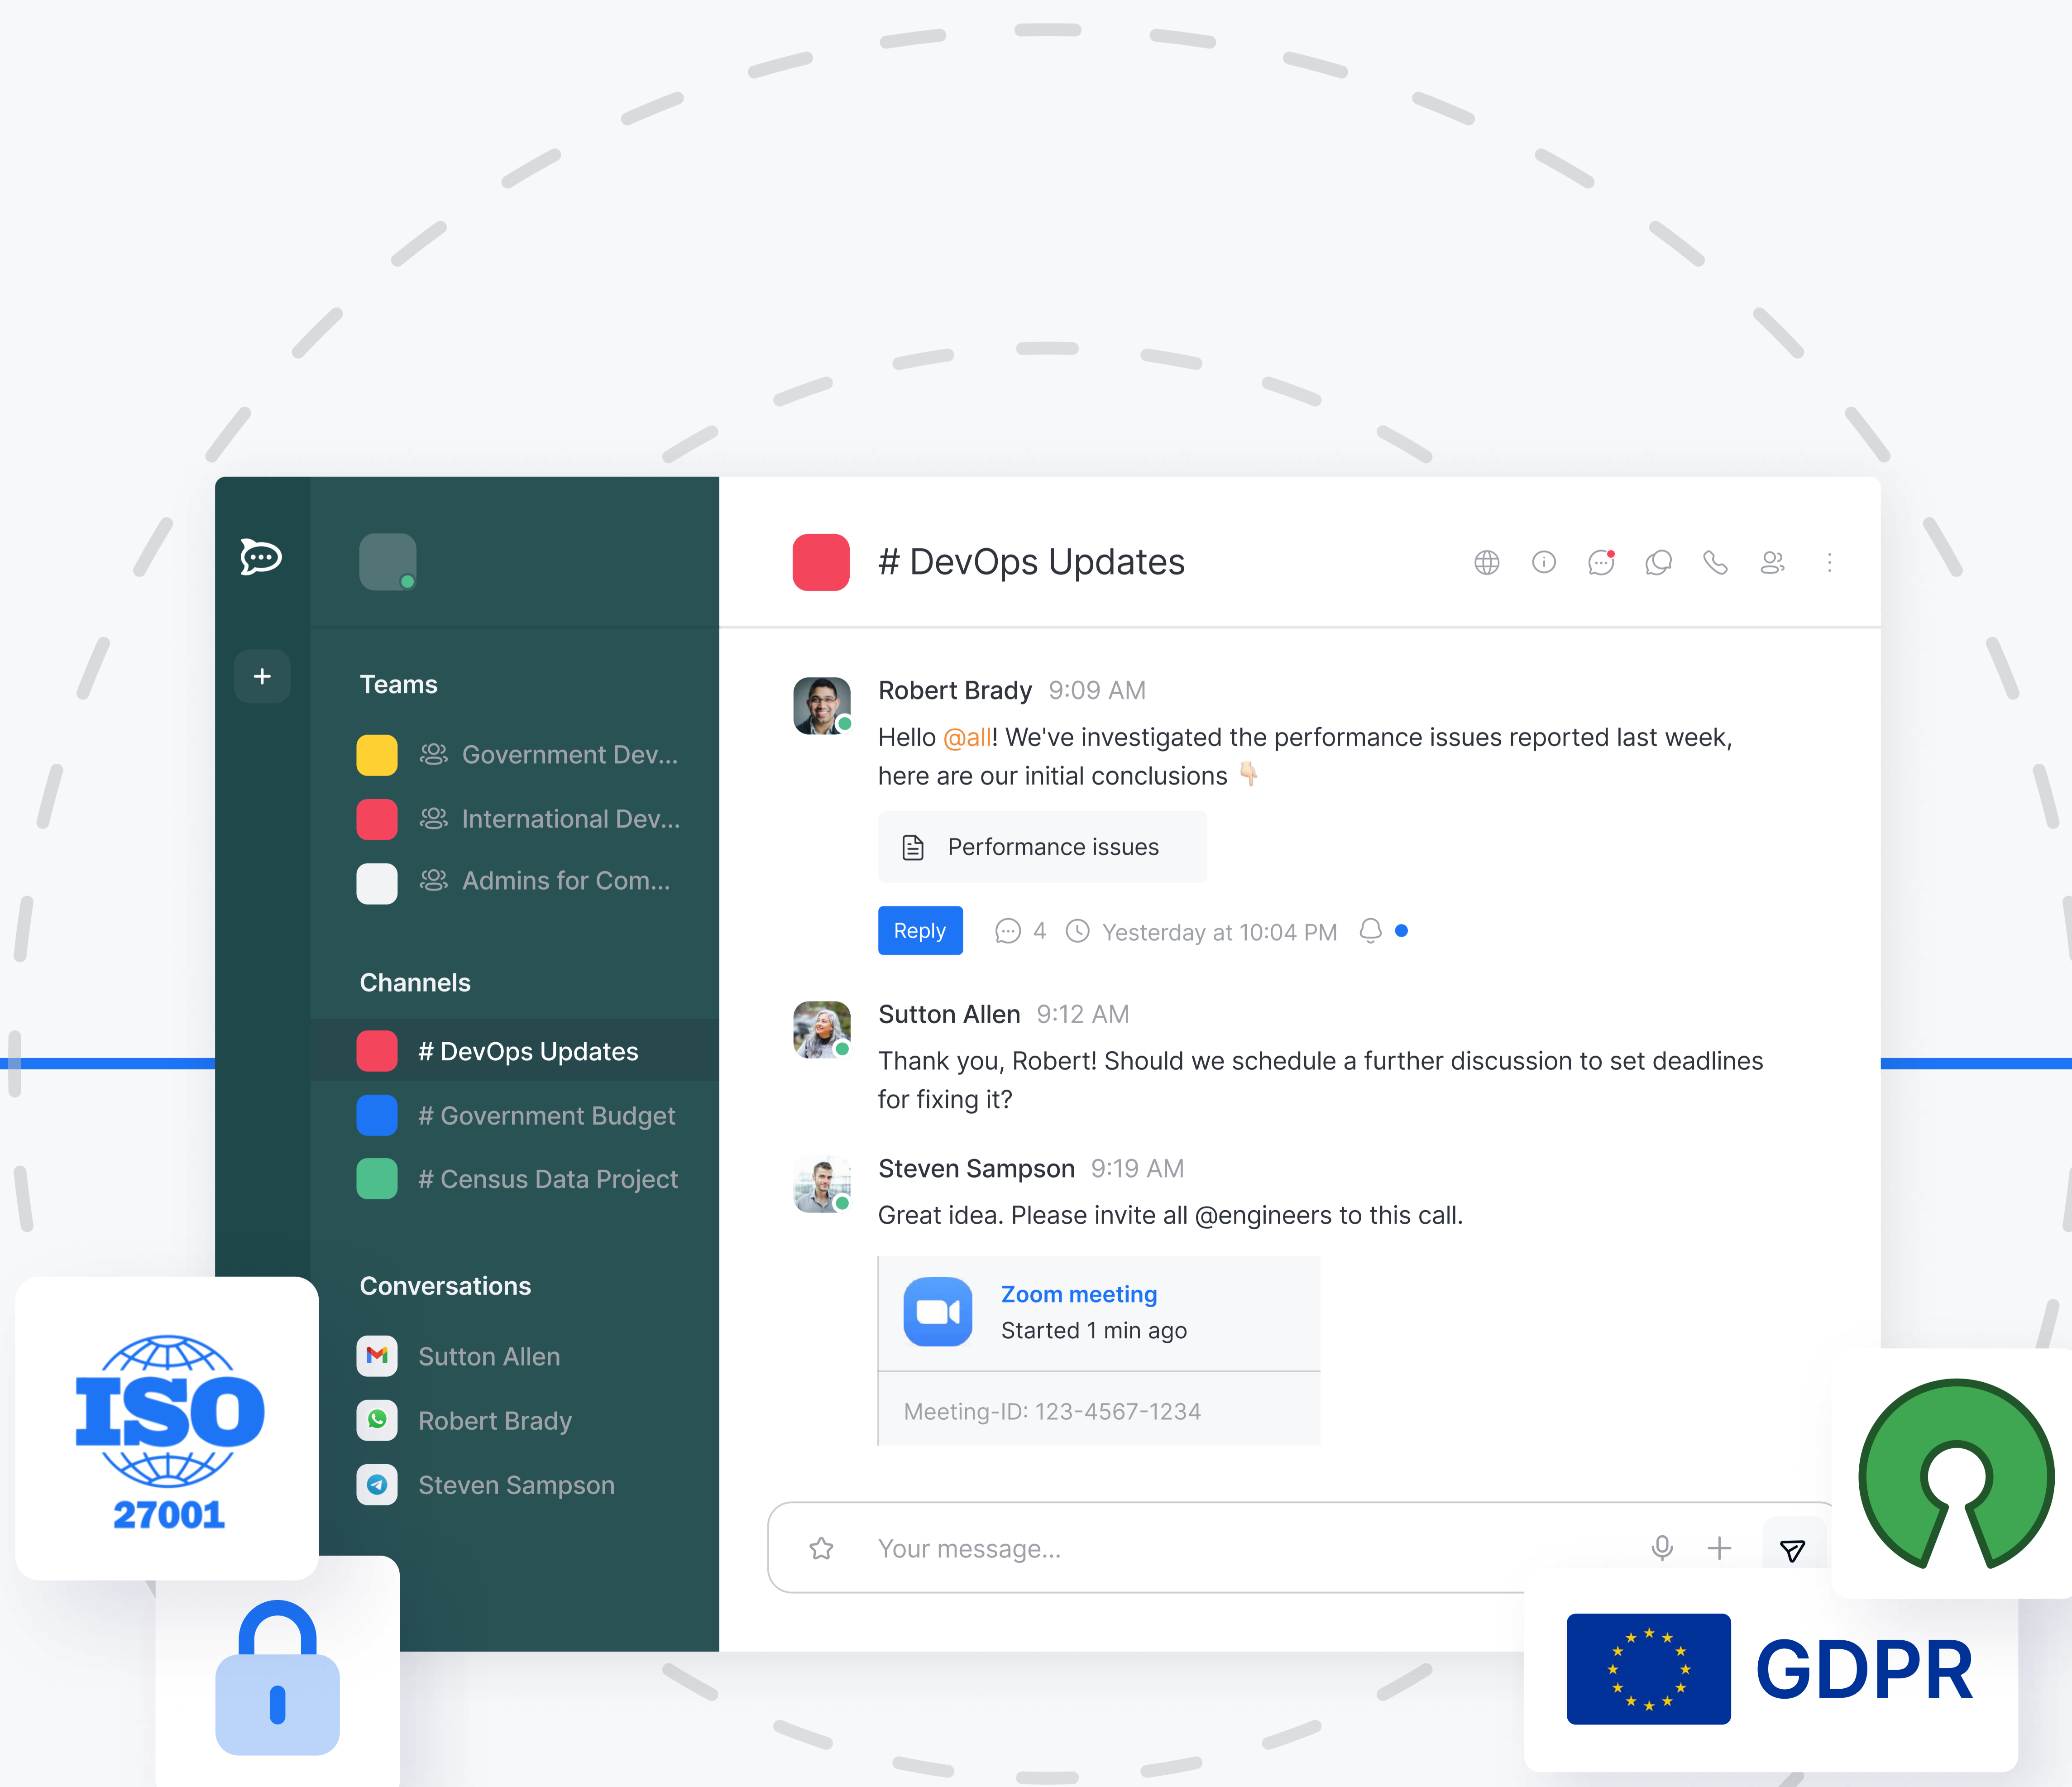 # DevOps Updates
Teams
Government Dev...
International Dev...
Admins for Com...
Channels
# DevOps Updates
# Government Budget
# Census Data Project
Conversations
Sutton Allen
Robert Brady
Steven Sampson
Robert Brady 9:09 AM
Hello @all! We've investigated the performance issues reported last week,
here are our initial conclusions 👇🏻
Performance issues
Reply 4 Yesterday at 10:04 PM
Sutton Allen 9:12 AM
Thank you, Robert! Should we schedule a further discussion to set deadlines
for fixing it?
Steven Sampson 9:19 AM
Great idea. Please invite all @engineers to this call.
Zoom meeting
Started 1 min ago
Meeting-ID: 123-4567-1234
Your message...
ISO
27001
GDPR